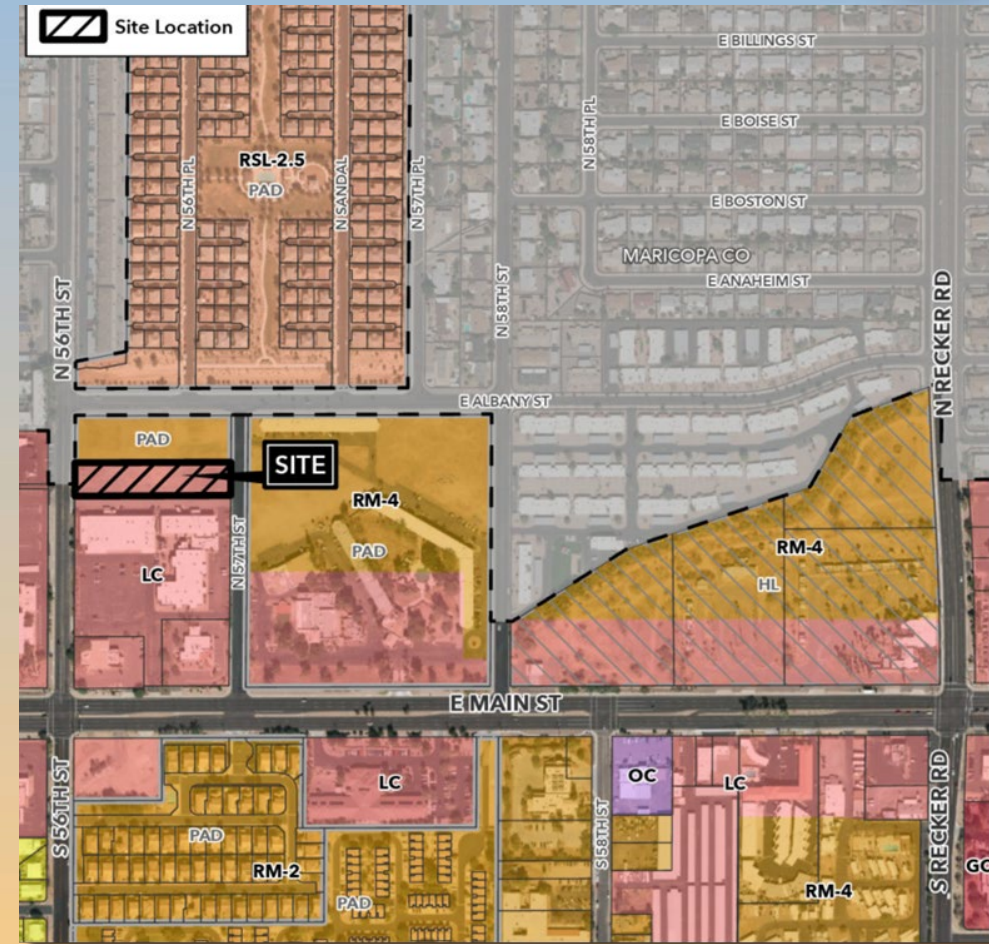 Site Location
E BILLINGS ST
N 58TH PL
E BOISE ST
RSL-2.5
PAD
N 56TH PL
N SANDAL
N 57TH PL
E BOSTON ST
MARICOPA CO
E ANAHEIM ST
N 56TH ST
N 58TH ST
N RECKER RD
E ALBANY ST
PAD
SITE
RM-4
PAD
N 57TH ST
LC
RM-4
HL
E MAIN ST
S 56TH ST
LC
OC
LC
PAD
RM-2
PAD
S 58TH ST
RM-4
S RECKER RD
GC